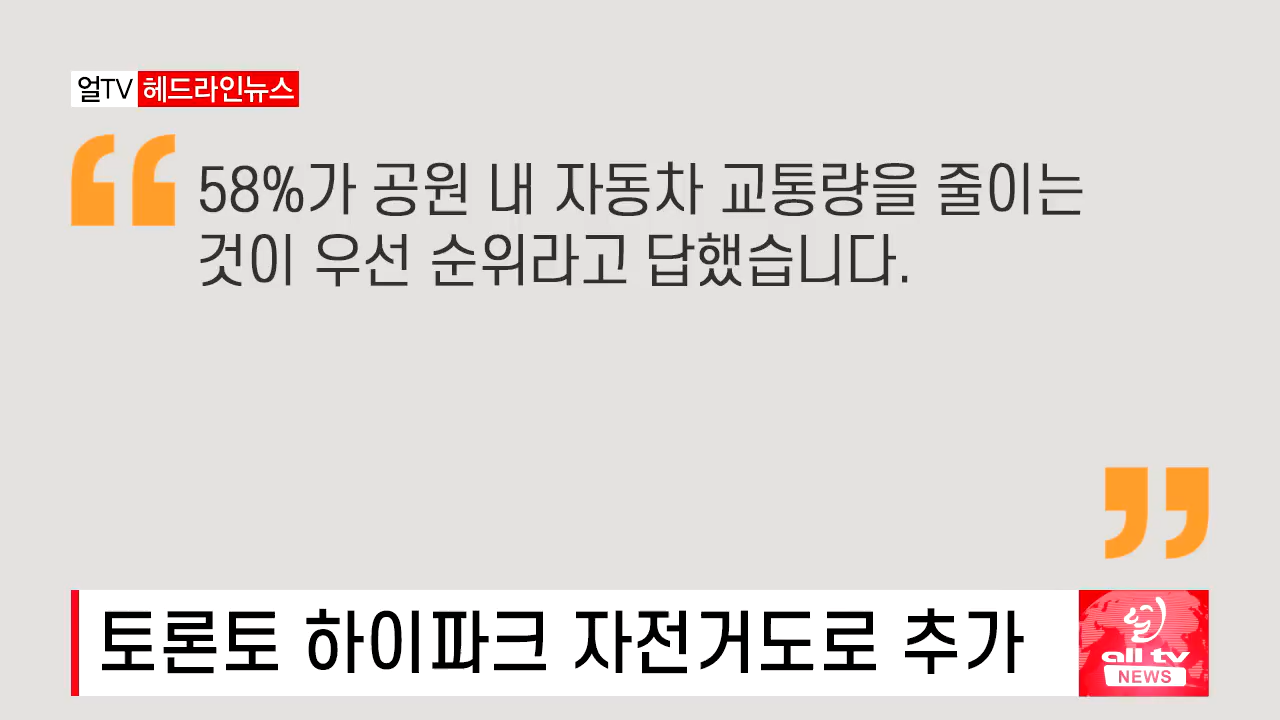 얼TV 헤드라인뉴스
“58%가 공원 내 자동차 교통량을 줄이는
것이 우선 순위라고 답했습니다.”
토론토 하이파크 자전거도로 추가
얼
all tv
NEWS